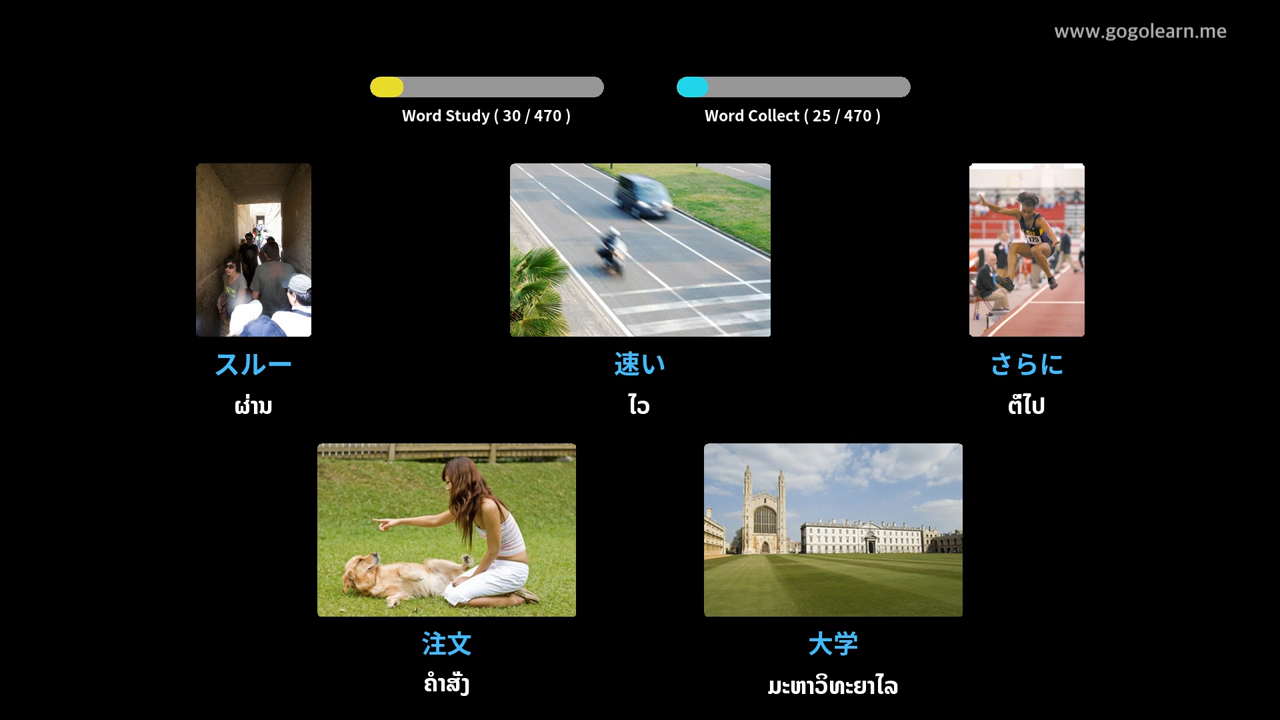 www.gogolearn.me
Word Study ( 30 / 470 )
Word Collect ( 25 / 470 )
スルー
ຜ່ານ
速い
ໄວ
さらに
ຕໍ່ໄປ
注文
ຄໍາສັ່ງ
大学
ມະຫາວິທະຍາໄລ